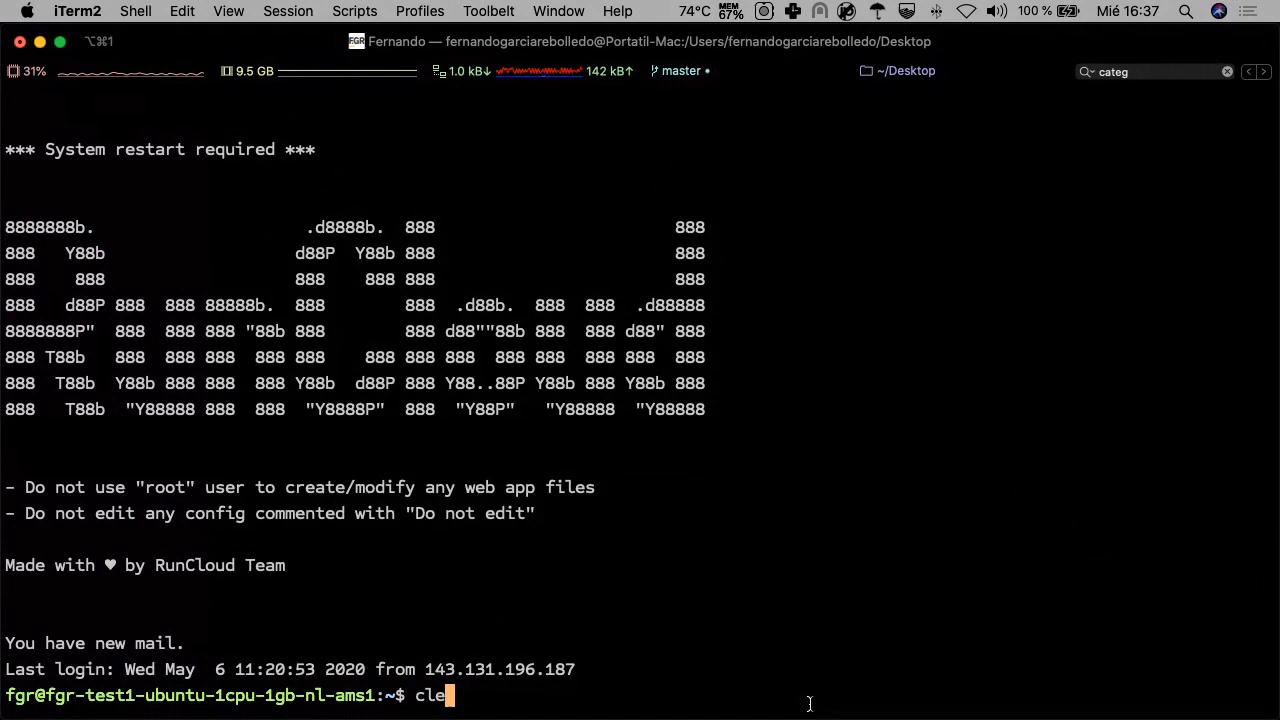 iTerm2 Shell Edit View Session Scripts Profiles Toolbelt Window Help 74°C MEM 67% 100 % Mié 16:37
⌥⌘1 FGR Fernando — fernandogarciarebolledo@Portatil-Mac:/Users/fernandogarciarebolledo/Desktop
31% 9.5 GB 1.0 kB↓ 142 kB↑ master • ~/Desktop categ
*** System restart required ***
8888888b. .d8888b. 888 888
888 Y88b d88P Y88b 888 888
888 888 888 888 888 888
888 d88P 888 888 88888b. 888 888 .d88b. 888 888 .d88888
8888888P" 888 888 888 "88b 888 888 d88""88b 888 888 d88" 888
888 T88b 888 888 888 888 888 888 888 888 888 888 888 888 888
888 T88b Y88b 888 888 888 Y88b d88P 888 Y88..88P Y88b 888 Y88b 888
888 T88b "Y88888 888 888 "Y8888P" 888 "Y88P" "Y88888 "Y88888
- Do not use "root" user to create/modify any web app files
- Do not edit any config commented with "Do not edit"
Made with ♥ by RunCloud Team
You have new mail.
Last login: Wed May 6 11:20:53 2020 from 143.131.196.187
fgr@fgr-test1-ubuntu-1cpu-1gb-nl-ams1:~$ cle